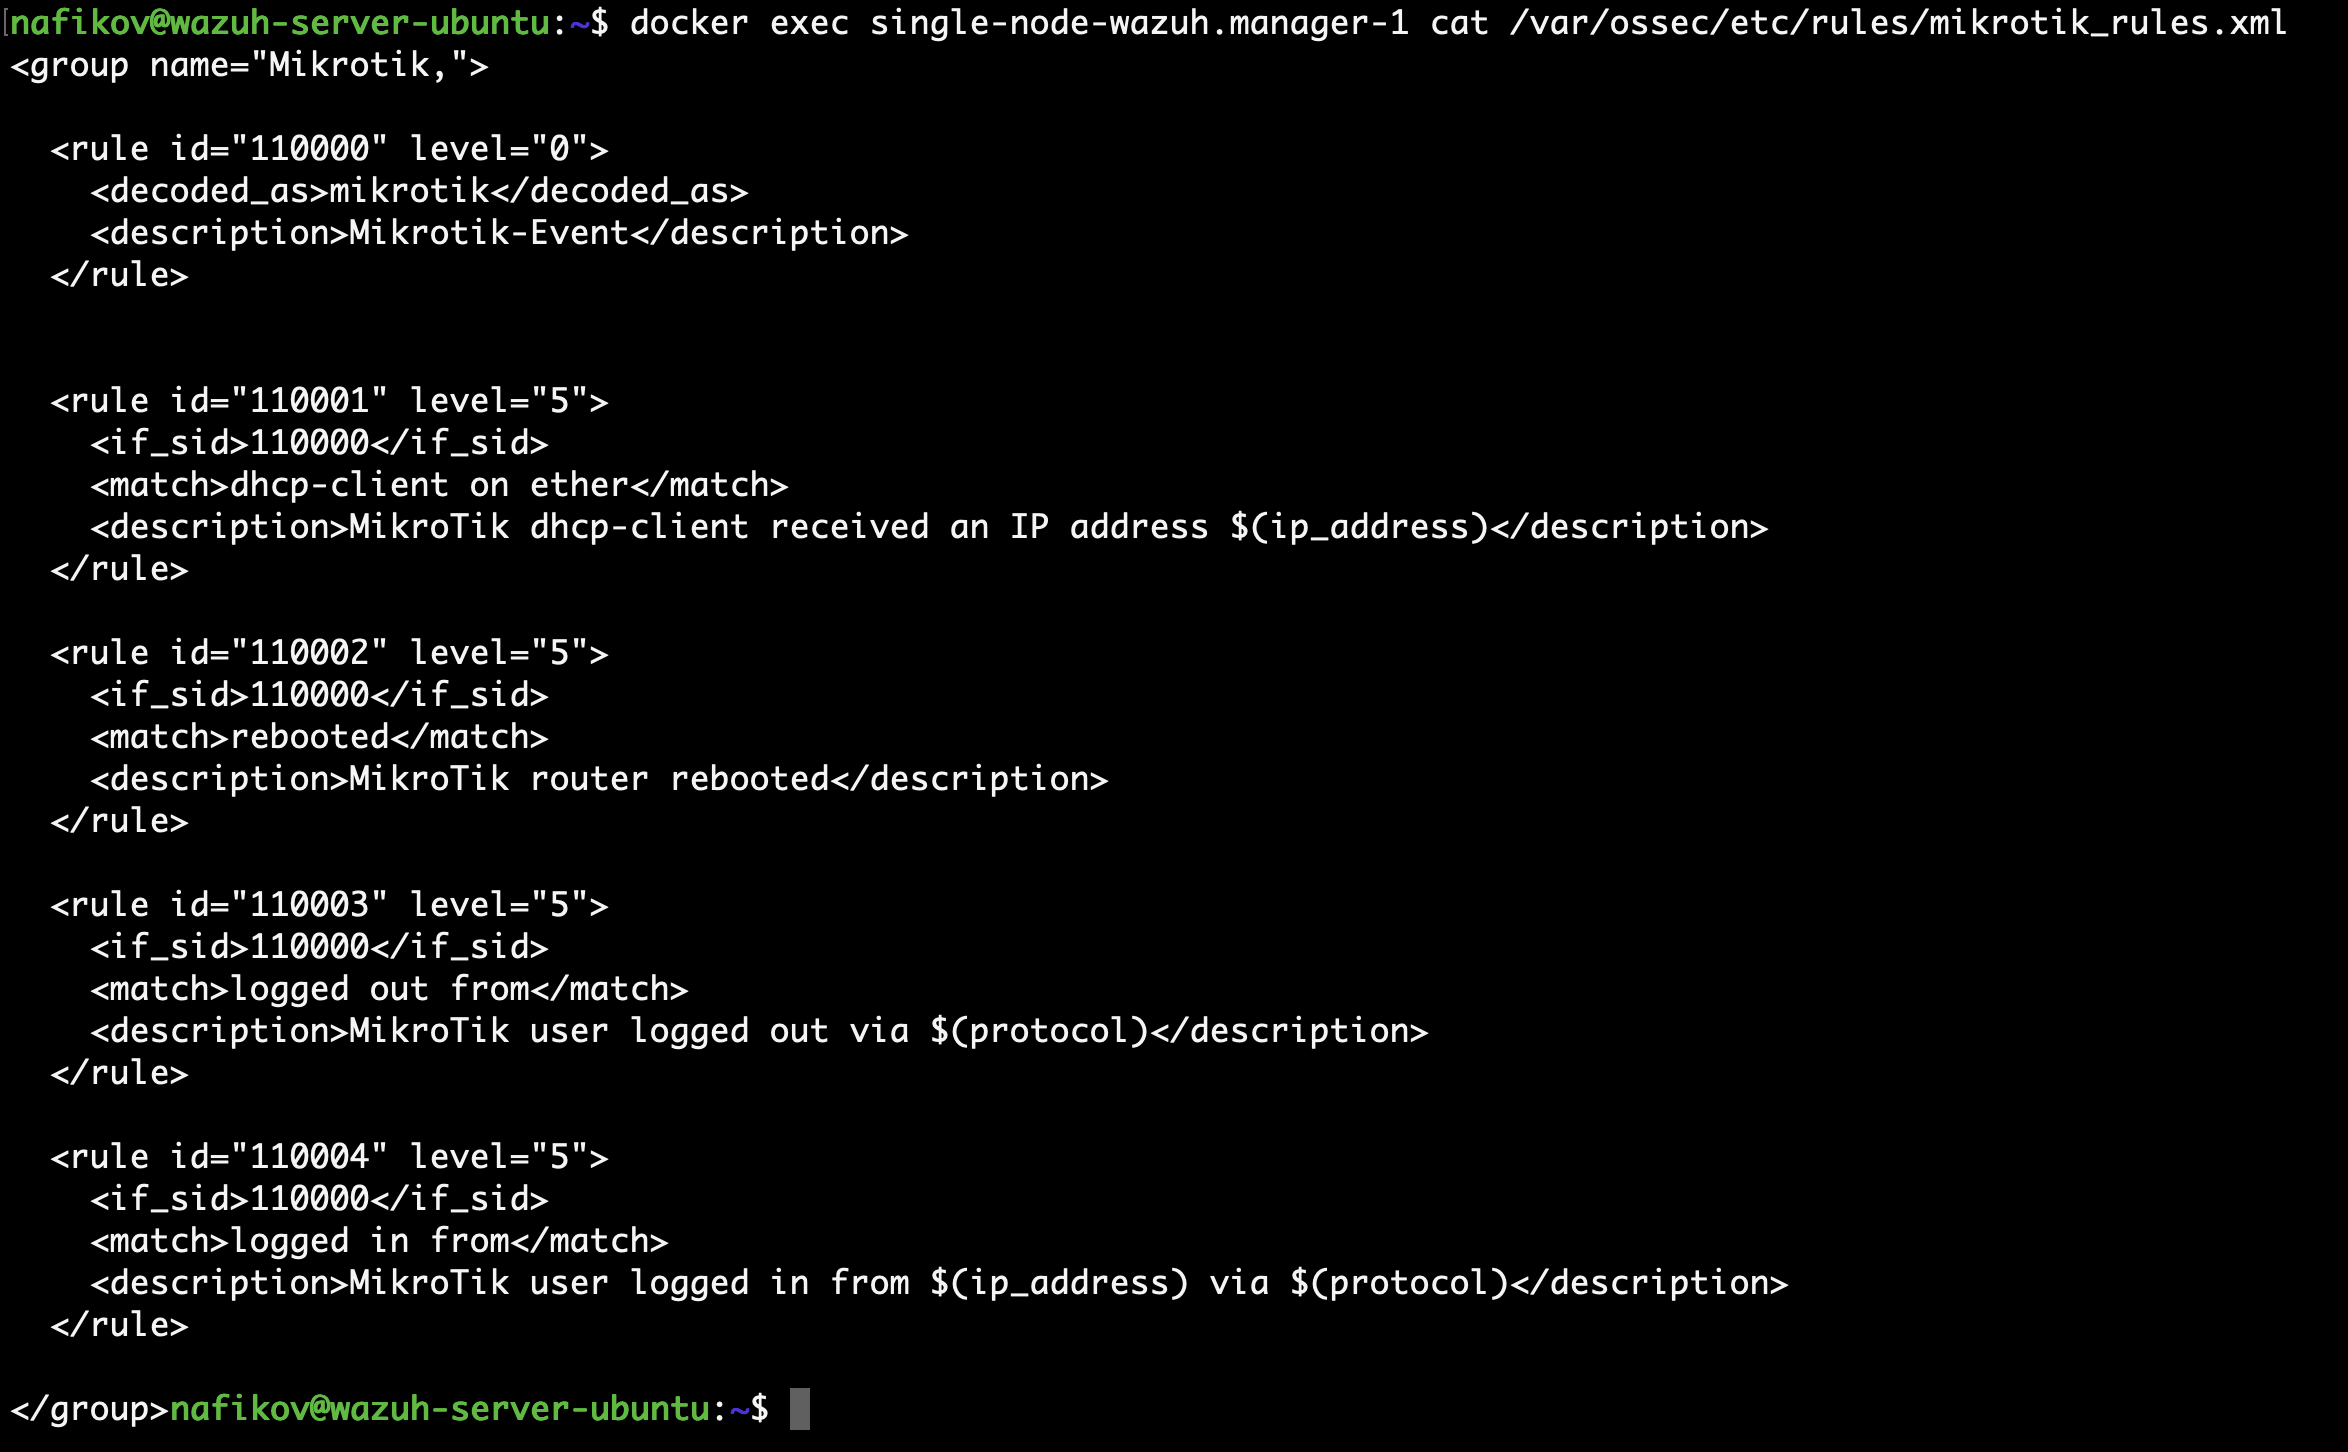 nafikov@wazuh-server-ubuntu:~$ docker exec single-node-wazuh.manager-1 cat /var/ossec/etc/rules/mikrotik_rules.xml
<group name="Mikrotik,">
<rule id="110000" level="0">
<decoded_as>mikrotik</decoded_as>
<description>Mikrotik-Event</description>
</rule>
<rule id="110001" level="5">
<if_sid>110000</if_sid>
<match>dhcp-client on ether</match>
<description>MikroTik dhcp-client received an IP address $(ip_address)</description>
</rule>
<rule id="110002" level="5">
<if_sid>110000</if_sid>
<match>rebooted</match>
<description>MikroTik router rebooted</description>
</rule>
<rule id="110003" level="5">
<if_sid>110000</if_sid>
<match>logged out from</match>
<description>MikroTik user logged out via $(protocol)</description>
</rule>
<rule id="110004" level="5">
<if_sid>110000</if_sid>
<match>logged in from</match>
<description>MikroTik user logged in from $(ip_address) via $(protocol)</description>
</rule>
</group>nafikov@wazuh-server-ubuntu:~$